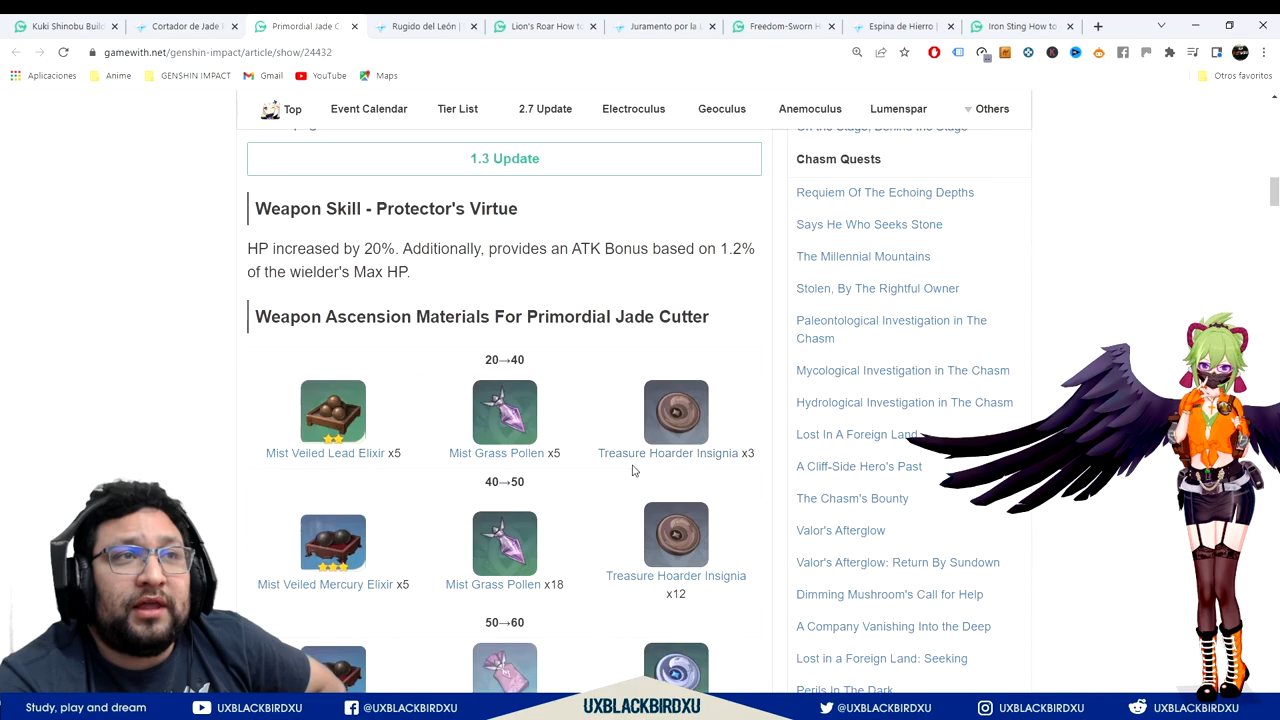 Kuki Shinobu Build
Cortador de Jade P
Primordial Jade C
Rugido del León |
Lion's Roar How to
Juramento por la L
Freedom-Sworn H
Espina de Hierro |
Iron Sting How to
gamewith.net/genshin-impact/article/show/24432
Aplicaciones
Anime
GENSHIN IMPACT
Gmail
YouTube
Maps
Otros favoritos
Top
Event Calendar
Tier List
2.7 Update
Electroculus
Geoculus
Anemoculus
Lumenspar
Others
1.3 Update
Weapon Skill - Protector's Virtue
HP increased by 20%. Additionally, provides an ATK Bonus based on 1.2%
of the wielder's Max HP.
Weapon Ascension Materials For Primordial Jade Cutter
20→40
Mist Veiled Lead Elixir x5
Mist Grass Pollen x5
Treasure Hoarder Insignia x3
40→50
Mist Veiled Mercury Elixir x5
Mist Grass Pollen x18
Treasure Hoarder Insignia
x12
50→60
On the Stage, Behind the Stage
Chasm Quests
Requiem Of The Echoing Depths
Says He Who Seeks Stone
The Millennial Mountains
Stolen, By The Rightful Owner
Paleontological Investigation in The
Chasm
Mycological Investigation in The Chasm
Hydrological Investigation in The Chasm
Lost In A Foreign Land
A Cliff-Side Hero's Past
The Chasm's Bounty
Valor's Afterglow
Valor's Afterglow: Return By Sundown
Dimming Mushroom's Call for Help
A Company Vanishing Into the Deep
Lost in a Foreign Land: Seeking
Perils In The Dark
Study, play and dream
UXBLACKBIRDXU
@UXBLACKBIRDXU
UXBLACKBIRDXU
@UXBLACKBIRDXU
UXBLACKBIRDXU
UXBLACKBIRDXU